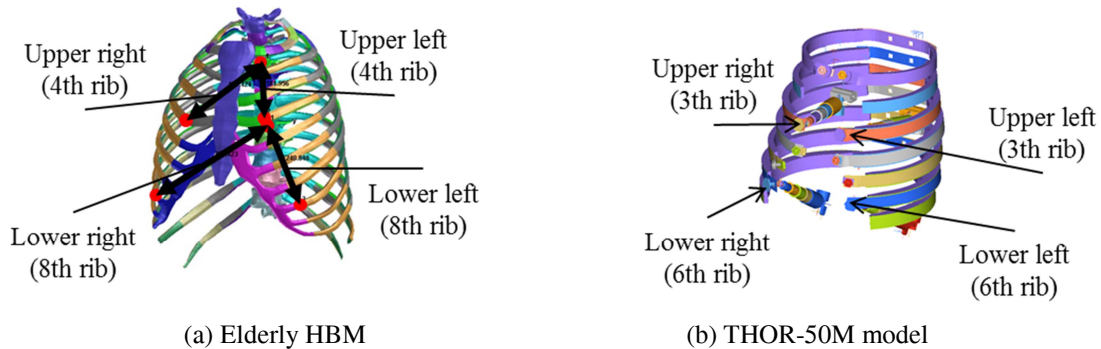 Upper right
(4th rib)
Upper left
(4th rib)
Lower right
(8th rib)
Lower left
(8th rib)
(a) Elderly HBM
Upper right
(3th rib)
Upper left
(3th rib)
Lower right
(6th rib)
Lower left
(6th rib)
(b) THOR-50M model